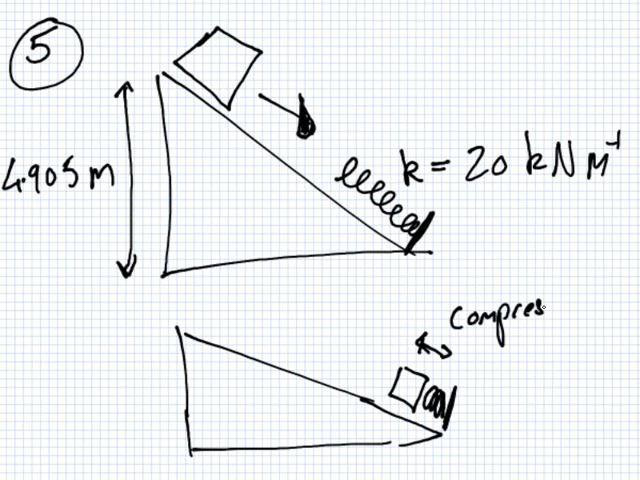 5
4.905 m
k = 20 kN m⁻¹
Compres